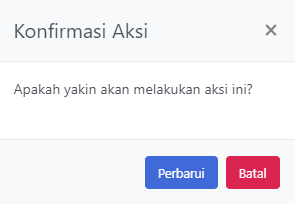 Konfirmasi Aksi ×
Apakah yakin akan melakukan aksi ini?
Perbarui Batal